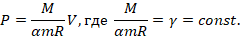 P = M/αmR V, где M/αmR = γ = const.